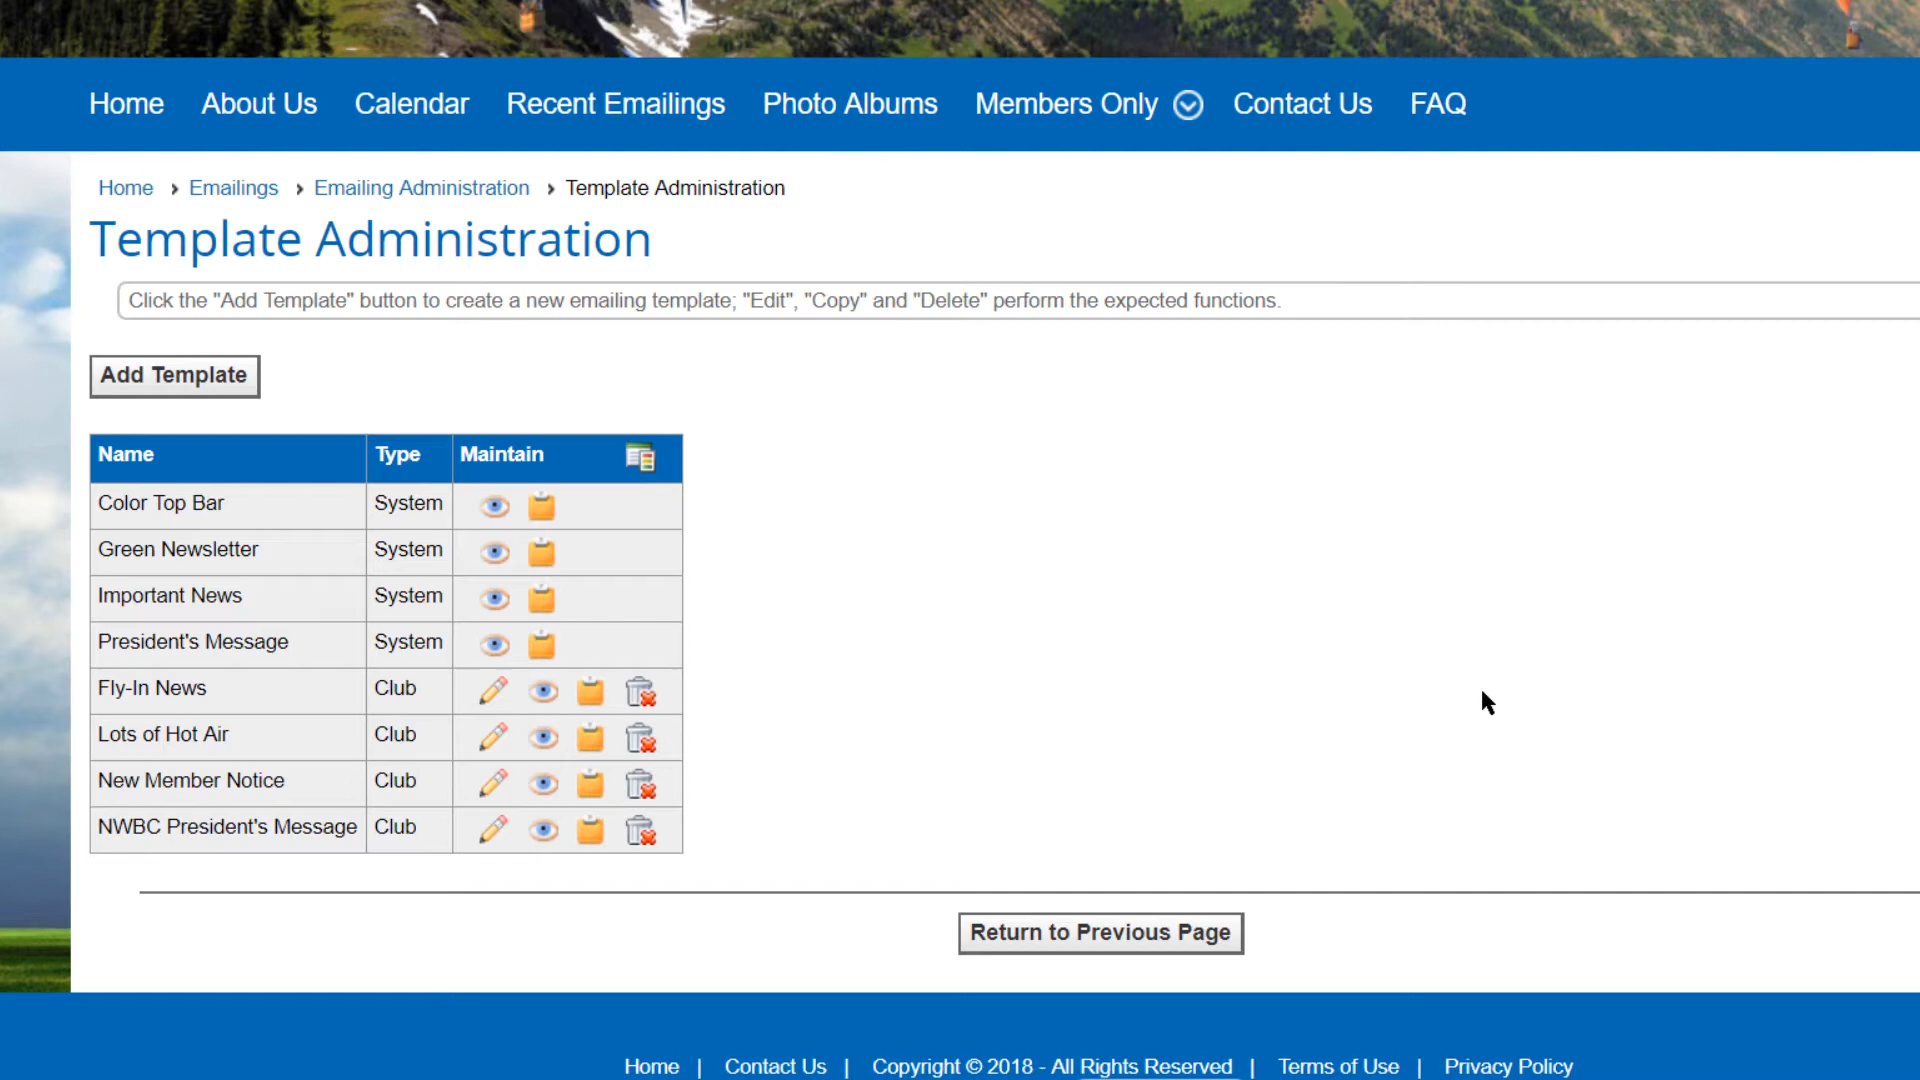 Home About Us Calendar Recent Emailings Photo Albums Members Only Contact Us FAQ
Home › Emailings › Emailing Administration › Template Administration
Template Administration
Click the "Add Template" button to create a new emailing template; "Edit", "Copy" and "Delete" perform the expected functions.
Add Template
Name Type Maintain
Color Top Bar System
Green Newsletter System
Important News System
President's Message System
Fly-In News Club
Lots of Hot Air Club
New Member Notice Club
NWBC President's Message Club
Return to Previous Page
Home | Contact Us | Copyright © 2018 - All Rights Reserved | Terms of Use | Privacy Policy